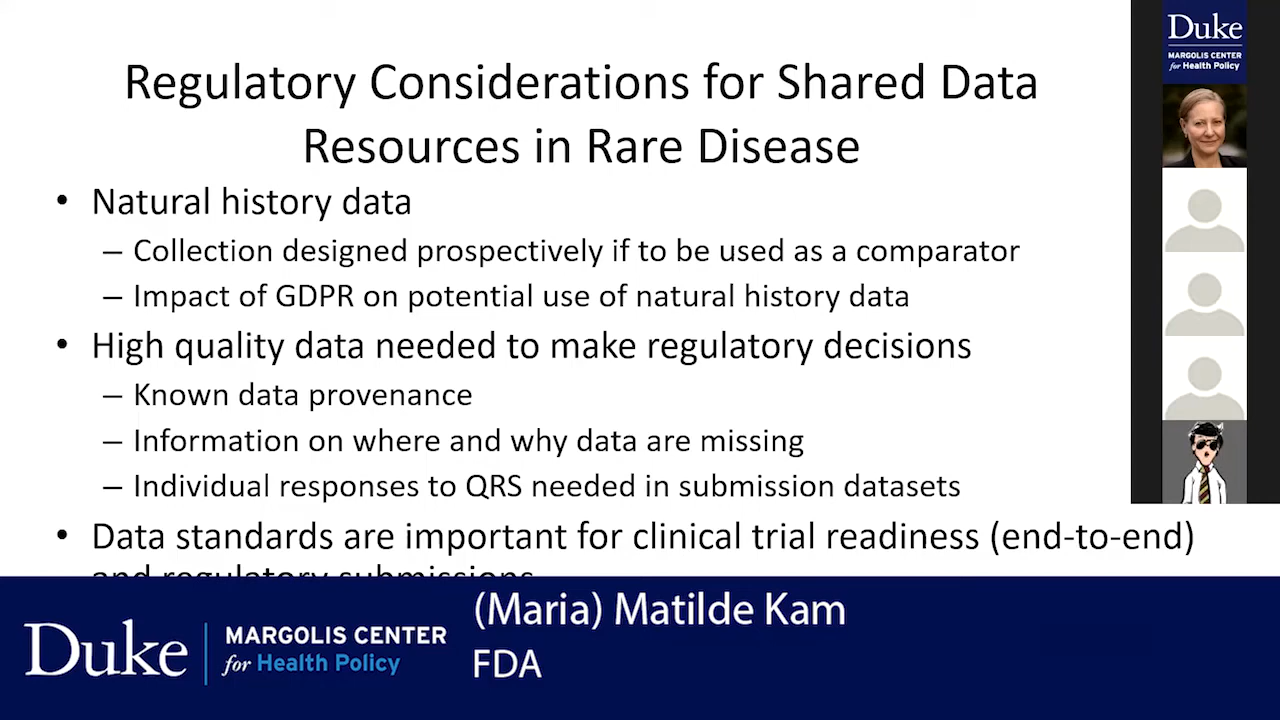 Regulatory Considerations for Shared Data
Resources in Rare Disease
• Natural history data
– Collection designed prospectively if to be used as a comparator
– Impact of GDPR on potential use of natural history data
• High quality data needed to make regulatory decisions
– Known data provenance
– Information on where and why data are missing
– Individual responses to QRS needed in submission datasets
• Data standards are important for clinical trial readiness (end-to-end)
and regulatory submissions
Duke
MARGOLIS CENTER
for Health Policy
(Maria) Matilde Kam
FDA
Duke
MARGOLIS CENTER
for Health Policy